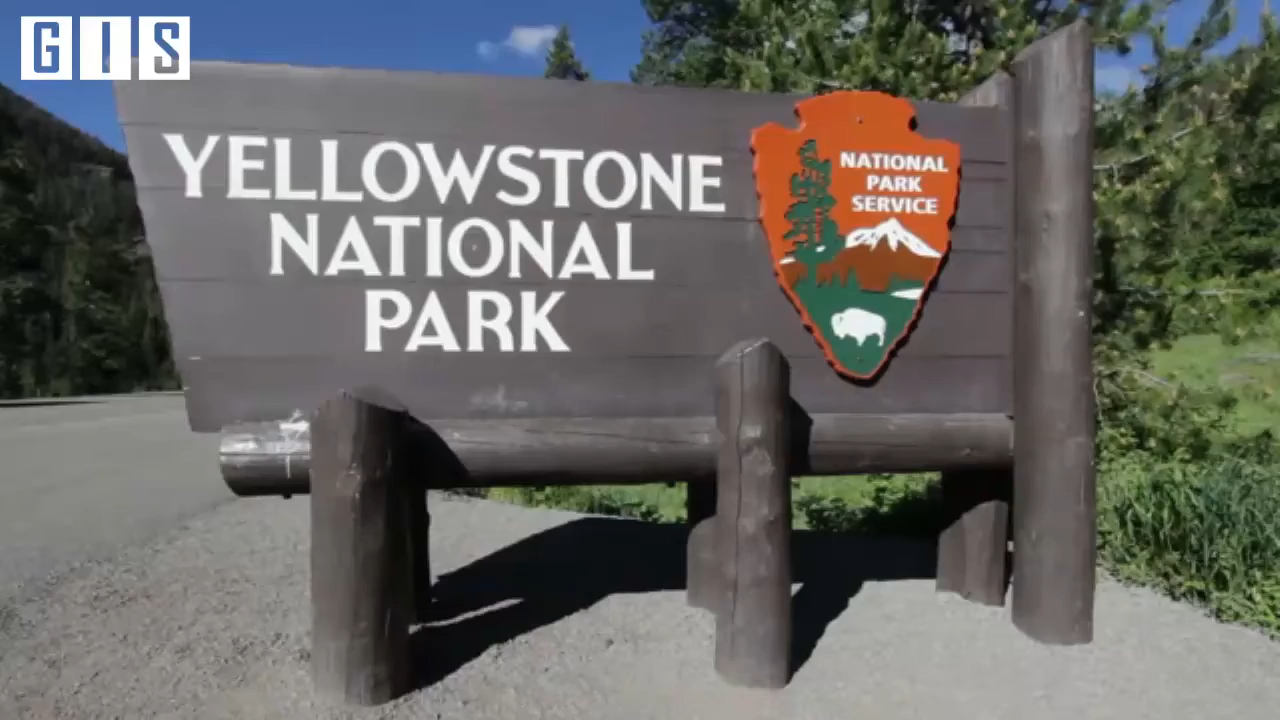 GIS
YELLOWSTONE
NATIONAL
PARK
NATIONAL
PARK
SERVICE